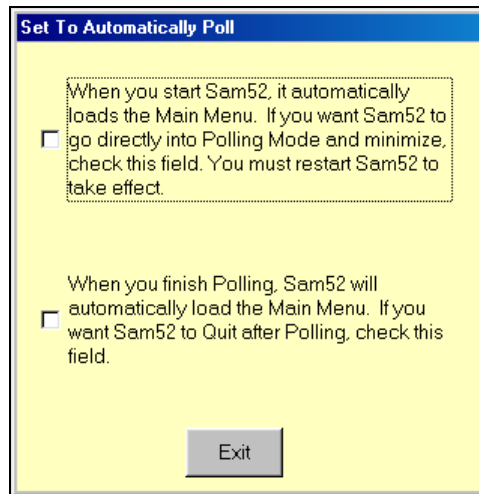 Set To Automatically Poll
When you start Sam52, it automatically
loads the Main Menu. If you want Sam52 to
go directly into Polling Mode and minimize,
check this field. You must restart Sam52 to
take effect.
When you finish Polling, Sam52 will
automatically load the Main Menu. If you
want Sam52 to Quit after Polling, check this
field.
Exit